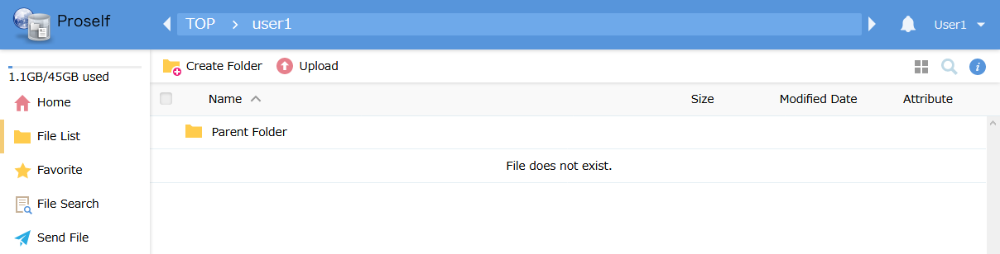 Proself
TOP > user1
User1
1.1GB/45GB used
Home
File List
Favorite
File Search
Send File
Create Folder Upload
i
Name Size Modified Date Attribute
Parent Folder
File does not exist.